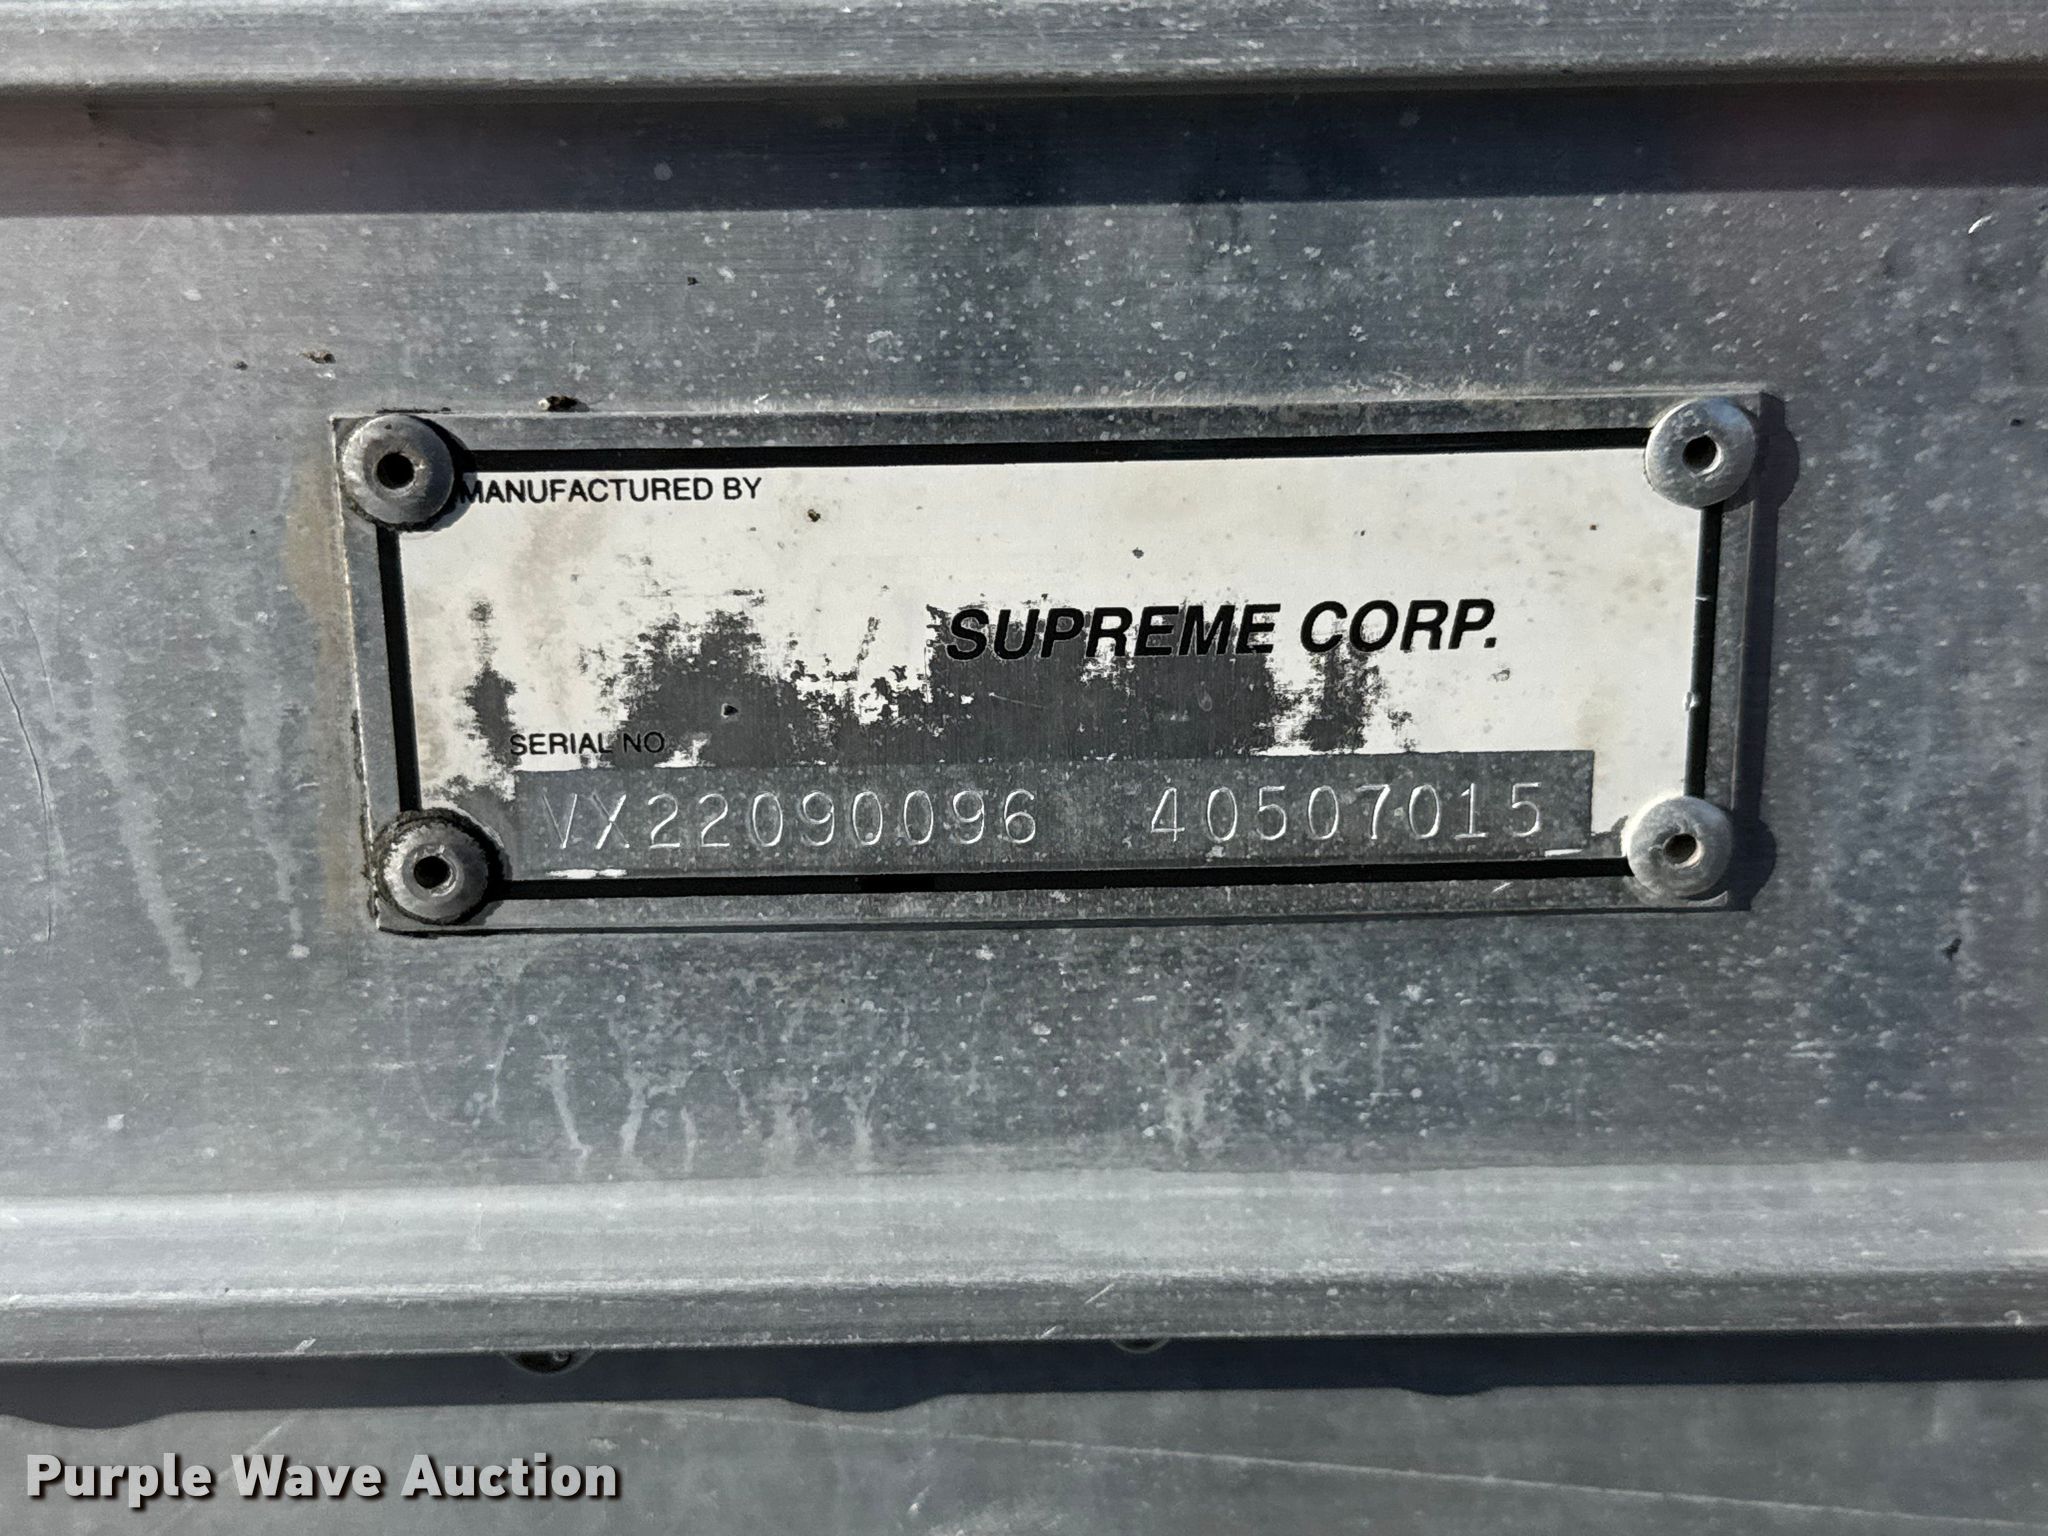 MANUFACTURED BY
SUPREME CORP.
SERIAL NO
VX22090096 40507015
Purple Wave Auction